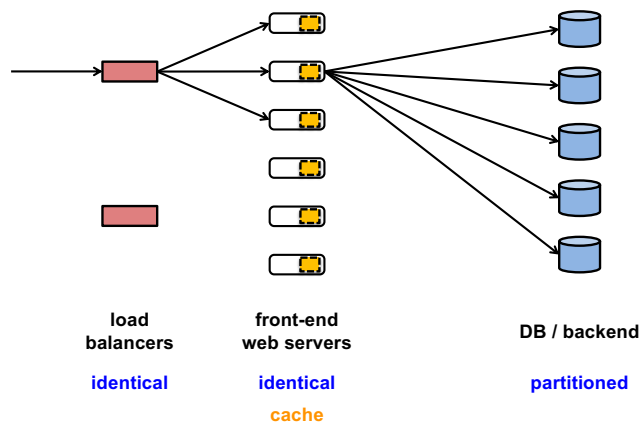 load
balancers
identical
front-end
web servers
identical
cache
DB / backend
partitioned